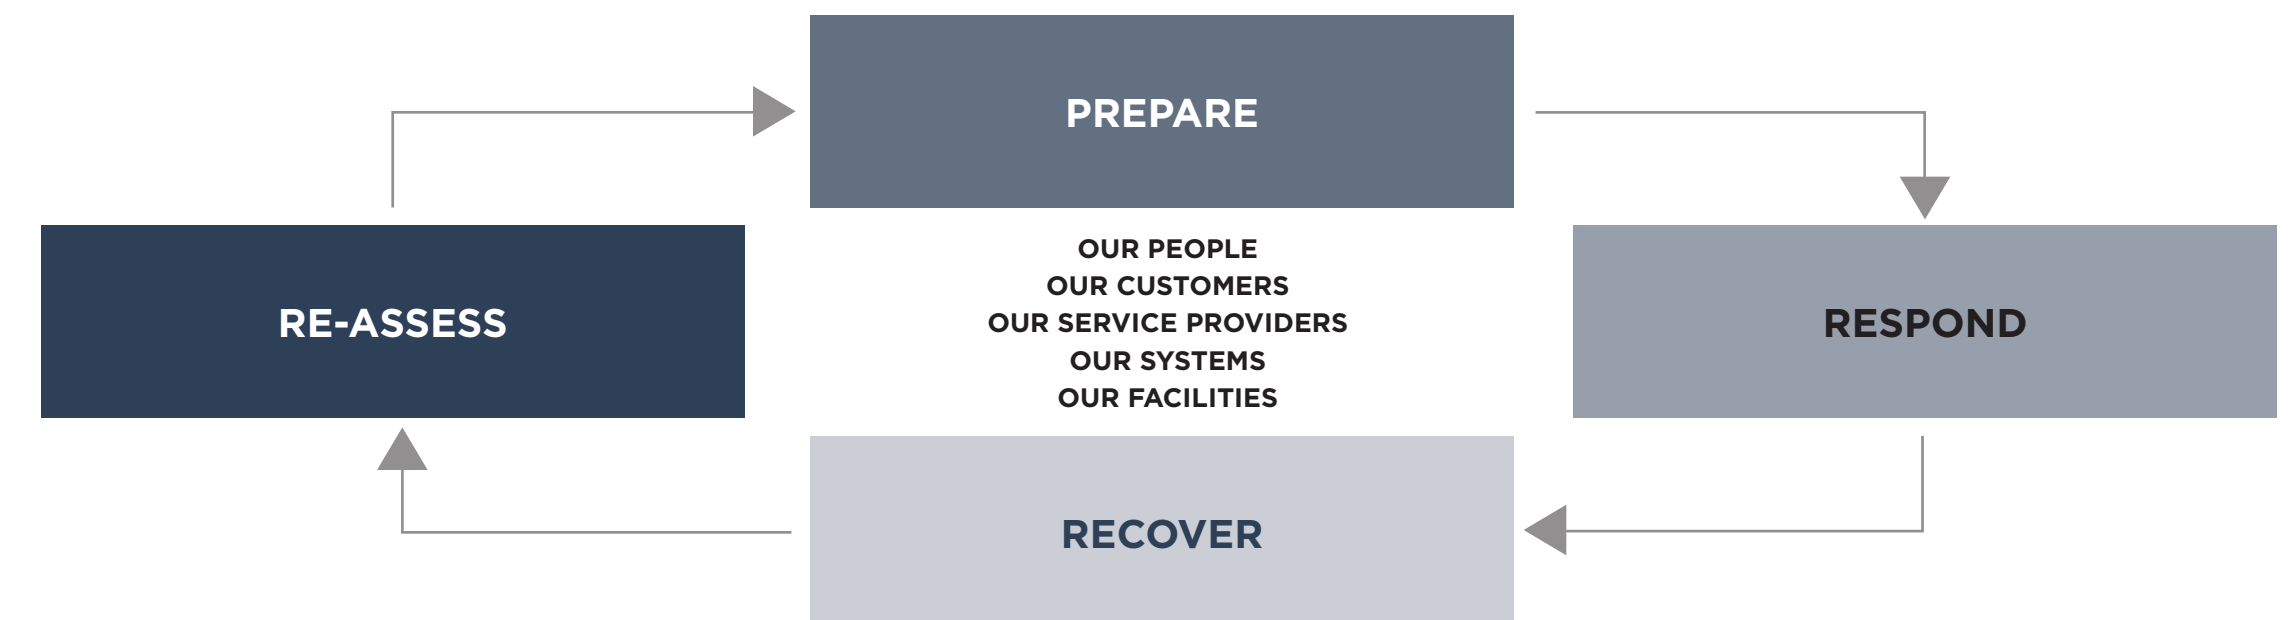 PREPARE
RE-ASSESS
OUR PEOPLE
OUR CUSTOMERS
OUR SERVICE PROVIDERS
OUR SYSTEMS
OUR FACILITIES
RESPOND
RECOVER